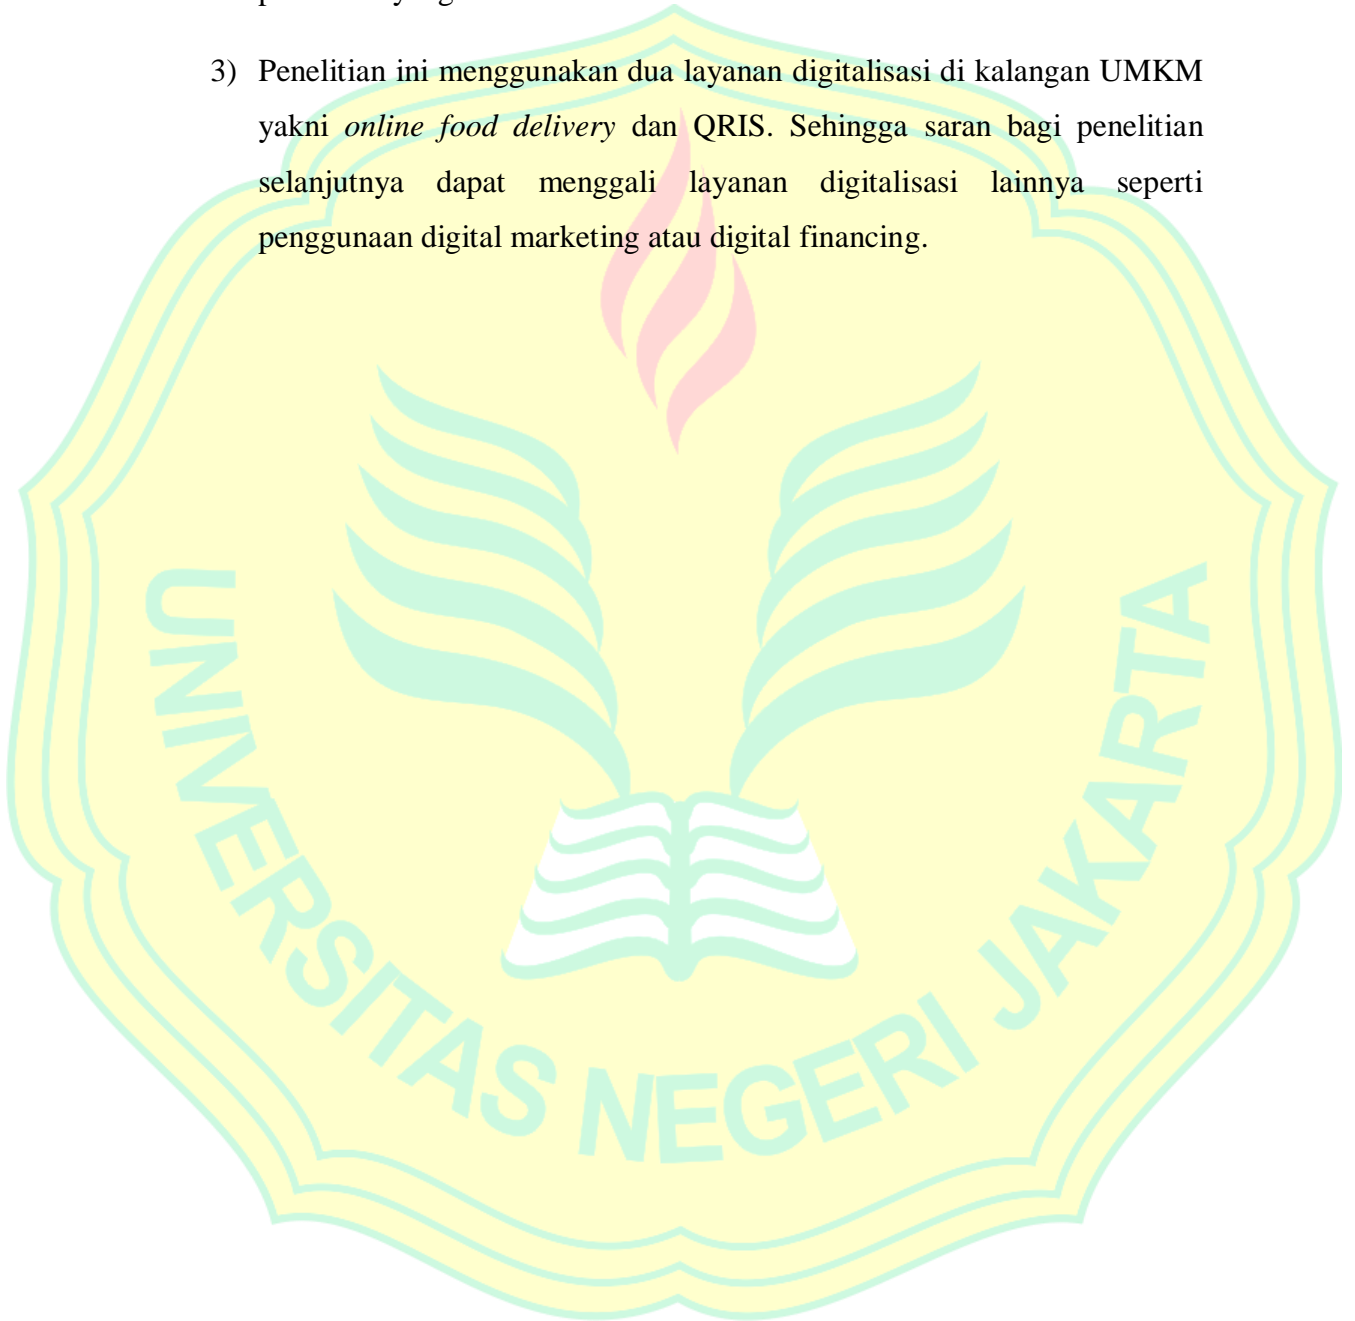 3) Penelitian ini menggunakan dua layanan digitalisasi di kalangan UMKM
yakni online food delivery dan QRIS. Sehingga saran bagi penelitian
selanjutnya dapat menggali layanan digitalisasi lainnya seperti
penggunaan digital marketing atau digital financing.
UNIVERSITAS NEGERI JAKARTA